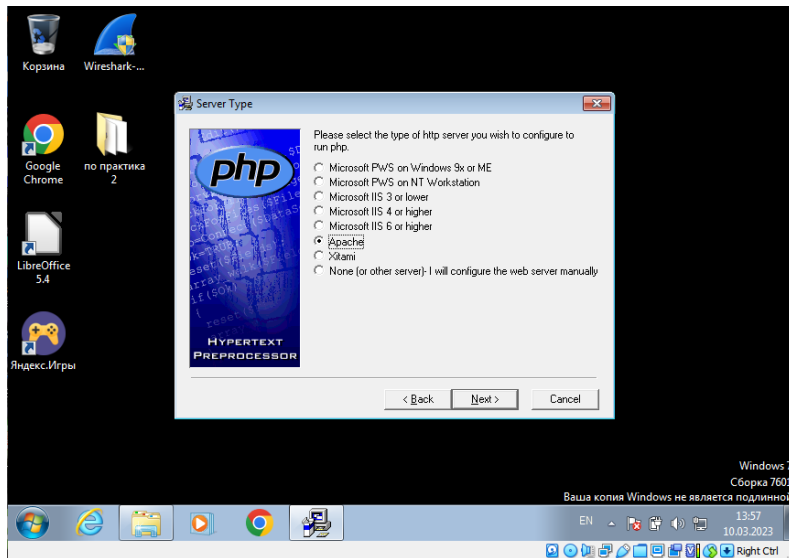 Корзина
Wireshark-...
Google
Chrome
по практика
2
LibreOffice
5.4
Яндекс.Игры
Server Type
php
HYPERTEXT
PREPROCESSOR
Please select the type of http server you wish to configure to
run php.
Microsoft PWS on Windows 9x or ME
Microsoft PWS on NT Workstation
Microsoft IIS 3 or lower
Microsoft IIS 4 or higher
Microsoft IIS 6 or higher
Apache
Xitami
None (or other server)- I will configure the web server manually
< Back
Next >
Cancel
Windows 7
Сборка 7601
Ваша копия Windows не является подлинной
EN
13:57
10.03.2023
Right Ctrl